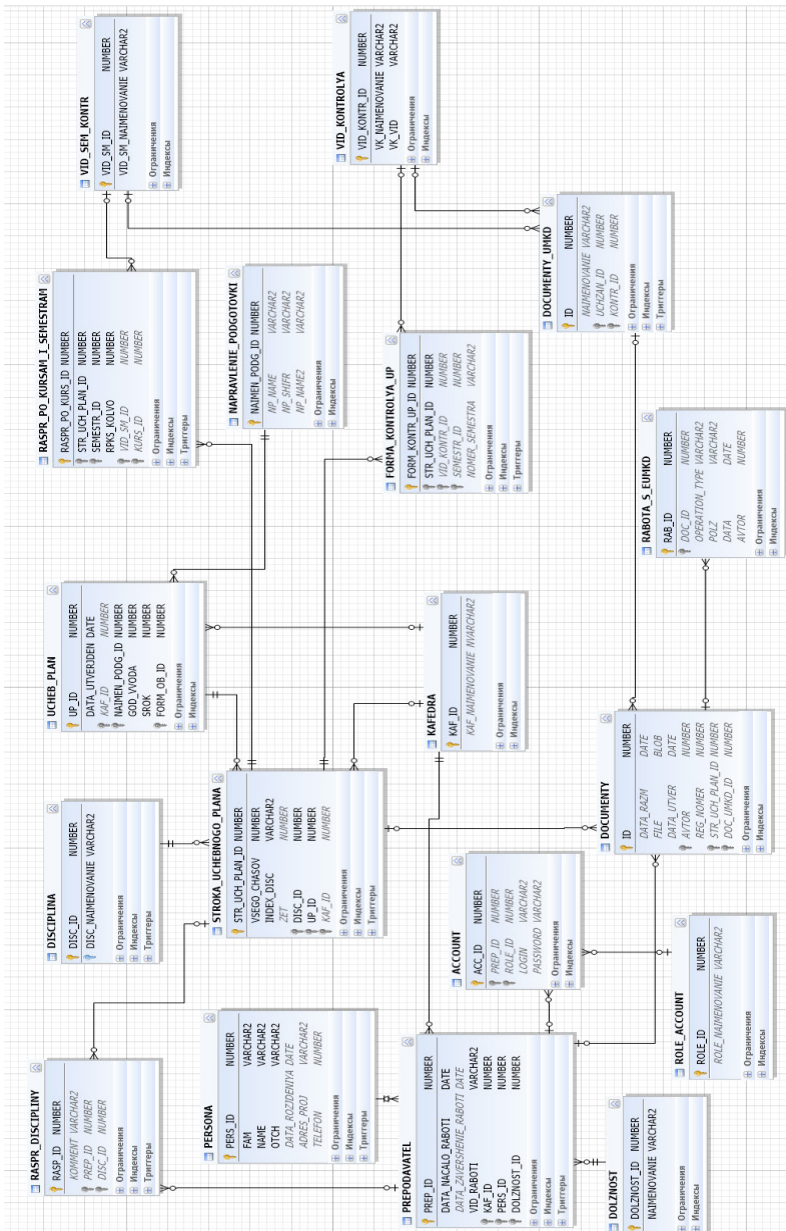 RASPR_DISCIPLINY
RASP_ID NUMBER
KOMMENT VARCHAR2
PREP_ID NUMBER
DISC_ID NUMBER
Ограничения
Индексы
Триггеры
DISCIPLINA
DISC_ID NUMBER
DISC_NAIMENOVANIE VARCHAR2
Ограничения
Индексы
Триггеры
UCHEB_PLAN
UP_ID NUMBER
DATA_UTVERJDEN DATE
KAF_ID NUMBER
NAIMEN_PODG_ID NUMBER
GOD_VVODA NUMBER
SROK NUMBER
FORM_OB_ID NUMBER
Ограничения
Индексы
RASPR_PO_KURSAM_I_SEMESTRAM
RASPR_PO_KURS_ID NUMBER
STR_UCH_PLAN_ID NUMBER
SEMESTR_ID NUMBER
RPKS_KOLVO NUMBER
VID_SM_ID NUMBER
KURS_ID NUMBER
Ограничения
Индексы
Триггеры
VID_SEM_KONTR
VID_SM_ID NUMBER
VID_SM_NAIMENOVANIE VARCHAR2
Ограничения
Индексы
PERSONA
PERS_ID NUMBER
FAM VARCHAR2
NAME VARCHAR2
OTCH VARCHAR2
DATA_ROZIDENIYA DATE
ADRES_PROJ VARCHAR2
TELEFON NUMBER
Ограничения
Индексы
Триггеры
STROKA_UCHEBNOGO_PLANA
STR_UCH_PLAN_ID NUMBER
VSEGO_CHASOV NUMBER
INDEX_DISC VARCHAR2
ZET NUMBER
DISC_ID NUMBER
UP_ID NUMBER
KAF_ID NUMBER
Ограничения
Индексы
Триггеры
NAPRAVLENIE_PODGOTOVKI
NAIMEN_PODG_ID NUMBER
NP_NAME VARCHAR2
NP_SHIFR VARCHAR2
NP_NAME2 VARCHAR2
Ограничения
Индексы
VID_KONTROLYA
VID_KONTR_ID NUMBER
VK_NAIMENOVANIE VARCHAR2
VK_VID VARCHAR2
Ограничения
Индексы
PREPODAVATEL
PREP_ID NUMBER
DATA_NACALO_RABOTI DATE
DATA_ZAVERSHENIE_RABOTI DATE
VID_RABOTI VARCHAR2
KAF_ID NUMBER
PERS_ID NUMBER
DOLZNOST_ID NUMBER
Ограничения
Индексы
Триггеры
ACCOUNT
ACC_ID NUMBER
PREP_ID NUMBER
ROLE_ID NUMBER
LOGIN VARCHAR2
PASSWORD VARCHAR2
Ограничения
Индексы
KAFEDRA
KAF_ID NUMBER
KAF_NAIMENOVANIE NVARCHAR2
Ограничения
Индексы
FORMA_KONTROLYA_UP
FORM_KONTR_UP_ID NUMBER
STR_UCH_PLAN_ID NUMBER
VID_KONTR_ID NUMBER
SEMESTR_ID NUMBER
NOMER_SEMESTRA VARCHAR2
Ограничения
Индексы
Триггеры
DOCUMENTY_UMKD
ID NUMBER
NAIMENOVANIE VARCHAR2
UCHZAN_ID NUMBER
KONTR_ID NUMBER
Ограничения
Индексы
Триггеры
DOLZNOST
DOLZNOST_ID NUMBER
NAIMENOVANIE VARCHAR2
Ограничения
Индексы
ROLE_ACCOUNT
ROLE_ID NUMBER
ROLE_NAIMENOVANIE VARCHAR2
Ограничения
Индексы
DOCUMENTY
ID NUMBER
DATA_RAZM DATE
FILE BLOB
DATA_UTVER DATE
AVTOR NUMBER
REG_NOMER NUMBER
STR_UCH_PLAN_ID NUMBER
DOC_UMKD_ID NUMBER
Ограничения
Индексы
RABOTA_S_EUMKD
RAB_ID NUMBER
DOC_ID NUMBER
OPERATION_TYPE VARCHAR2
POLZ VARCHAR2
DATA DATE
AVTOR NUMBER
Ограничения
Индексы